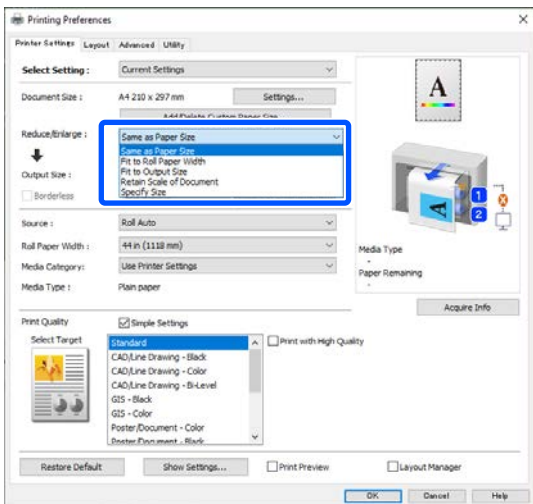 Printing Preferences
Printer Settings Layout Advanced Utility
Select Setting : Current Settings
Document Size : A4 210 x 297 mm Settings...
Add/Delete Custom Paper Size...
Reduce/Enlarge : Same as Paper Size
Same as Paper Size
Fit to Roll Paper Width
Fit to Output Size
Output Size :
Retain Scale of Document
Specify Size
Borderless
Source : Roll Auto
Roll Paper Width : 44 in (1118 mm)
Media Category: Use Printer Settings
Media Type : Plain paper
A
A
1
2
Media Type
-
Paper Remaining
-
Acquire Info
Print Quality Simple Settings
Select Target
Standard
CAD/Line Drawing - Black
CAD/Line Drawing - Color
CAD/Line Drawing - Bi-Level
GIS - Black
GIS - Color
Poster/Document - Color
Poster/Document - Black
Print with High Quality
Restore Default Show Settings... Print Preview Layout Manager
OK Cancel Help